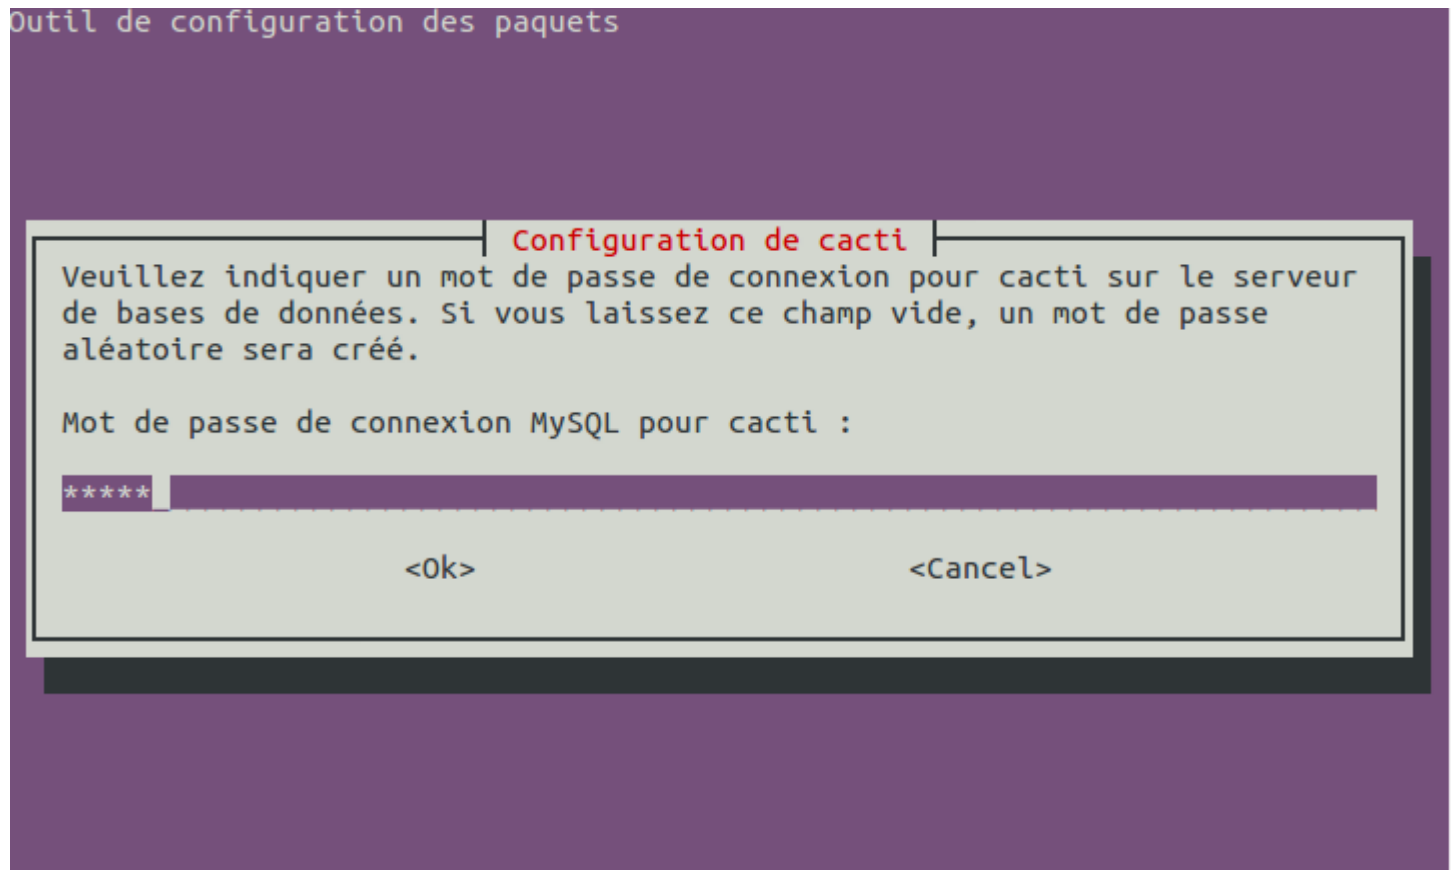 Outil de configuration des paquets
Configuration de cacti
Veuillez indiquer un mot de passe de connexion pour cacti sur le serveur
de bases de données. Si vous laissez ce champ vide, un mot de passe
aléatoire sera créé.
Mot de passe de connexion MySQL pour cacti :
*****
<Ok> <Cancel>